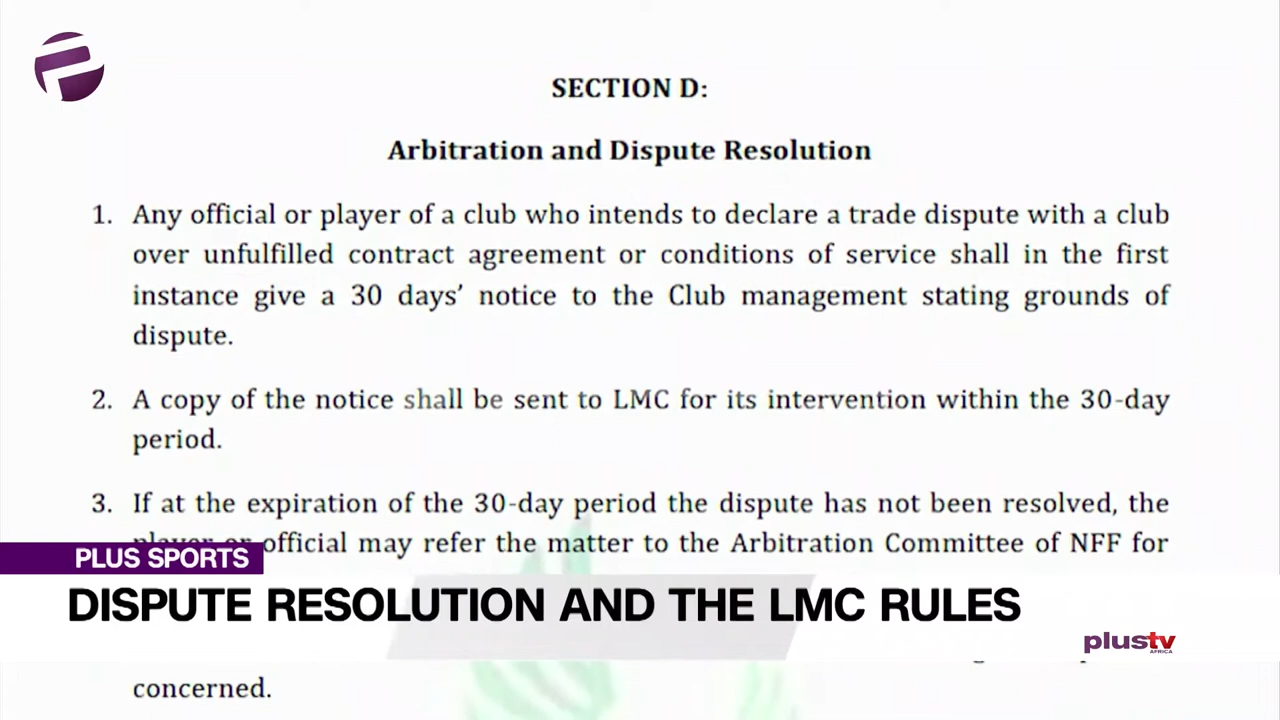 SECTION D:
Arbitration and Dispute Resolution
1. Any official or player of a club who intends to declare a trade dispute with a club
over unfulfilled contract agreement or conditions of service shall in the first
instance give a 30 days’ notice to the Club management stating grounds of
dispute.
2. A copy of the notice shall be sent to LMC for its intervention within the 30-day
period.
3. If at the expiration of the 30-day period the dispute has not been resolved, the
player or official may refer the matter to the Arbitration Committee of NFF for
PLUS SPORTS
DISPUTE RESOLUTION AND THE LMC RULES
plustv
AFRICA
concerned.